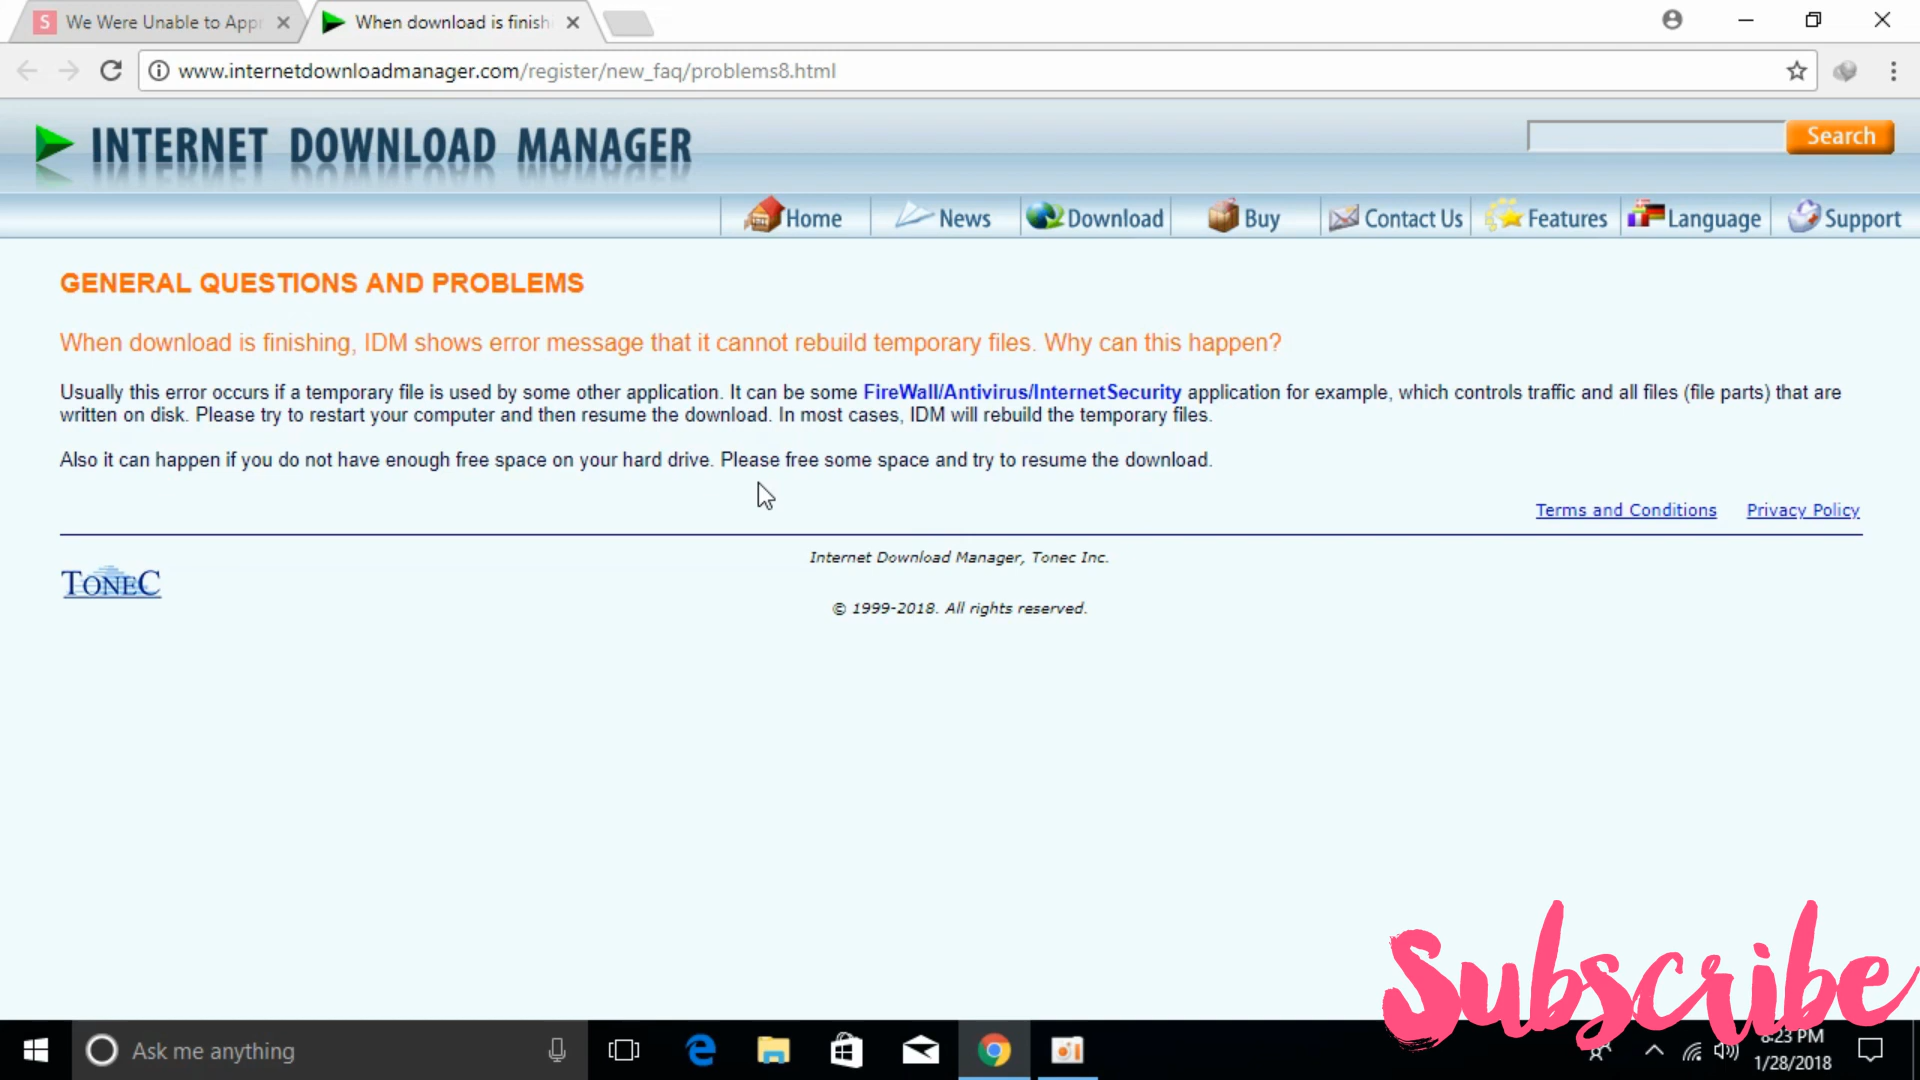 S We Were Unable to App
When download is finish
www.internetdownloadmanager.com/register/new_faq/problems8.html
INTERNET DOWNLOAD MANAGER
Search
Home
News
Download
Buy
Contact Us
Features
Language
Support
GENERAL QUESTIONS AND PROBLEMS
When download is finishing, IDM shows error message that it cannot rebuild temporary files. Why can this happen?
Usually this error occurs if a temporary file is used by some other application. It can be some FireWall/Antivirus/InternetSecurity application for example, which controls traffic and all files (file parts) that are
written on disk. Please try to restart your computer and then resume the download. In most cases, IDM will rebuild the temporary files.
Also it can happen if you do not have enough free space on your hard drive. Please free some space and try to resume the download.
Terms and Conditions
Privacy Policy
Internet Download Manager, Tonec Inc.
TONEC
© 1999-2018. All rights reserved.
Subscribe
Ask me anything
8:23 PM
1/28/2018